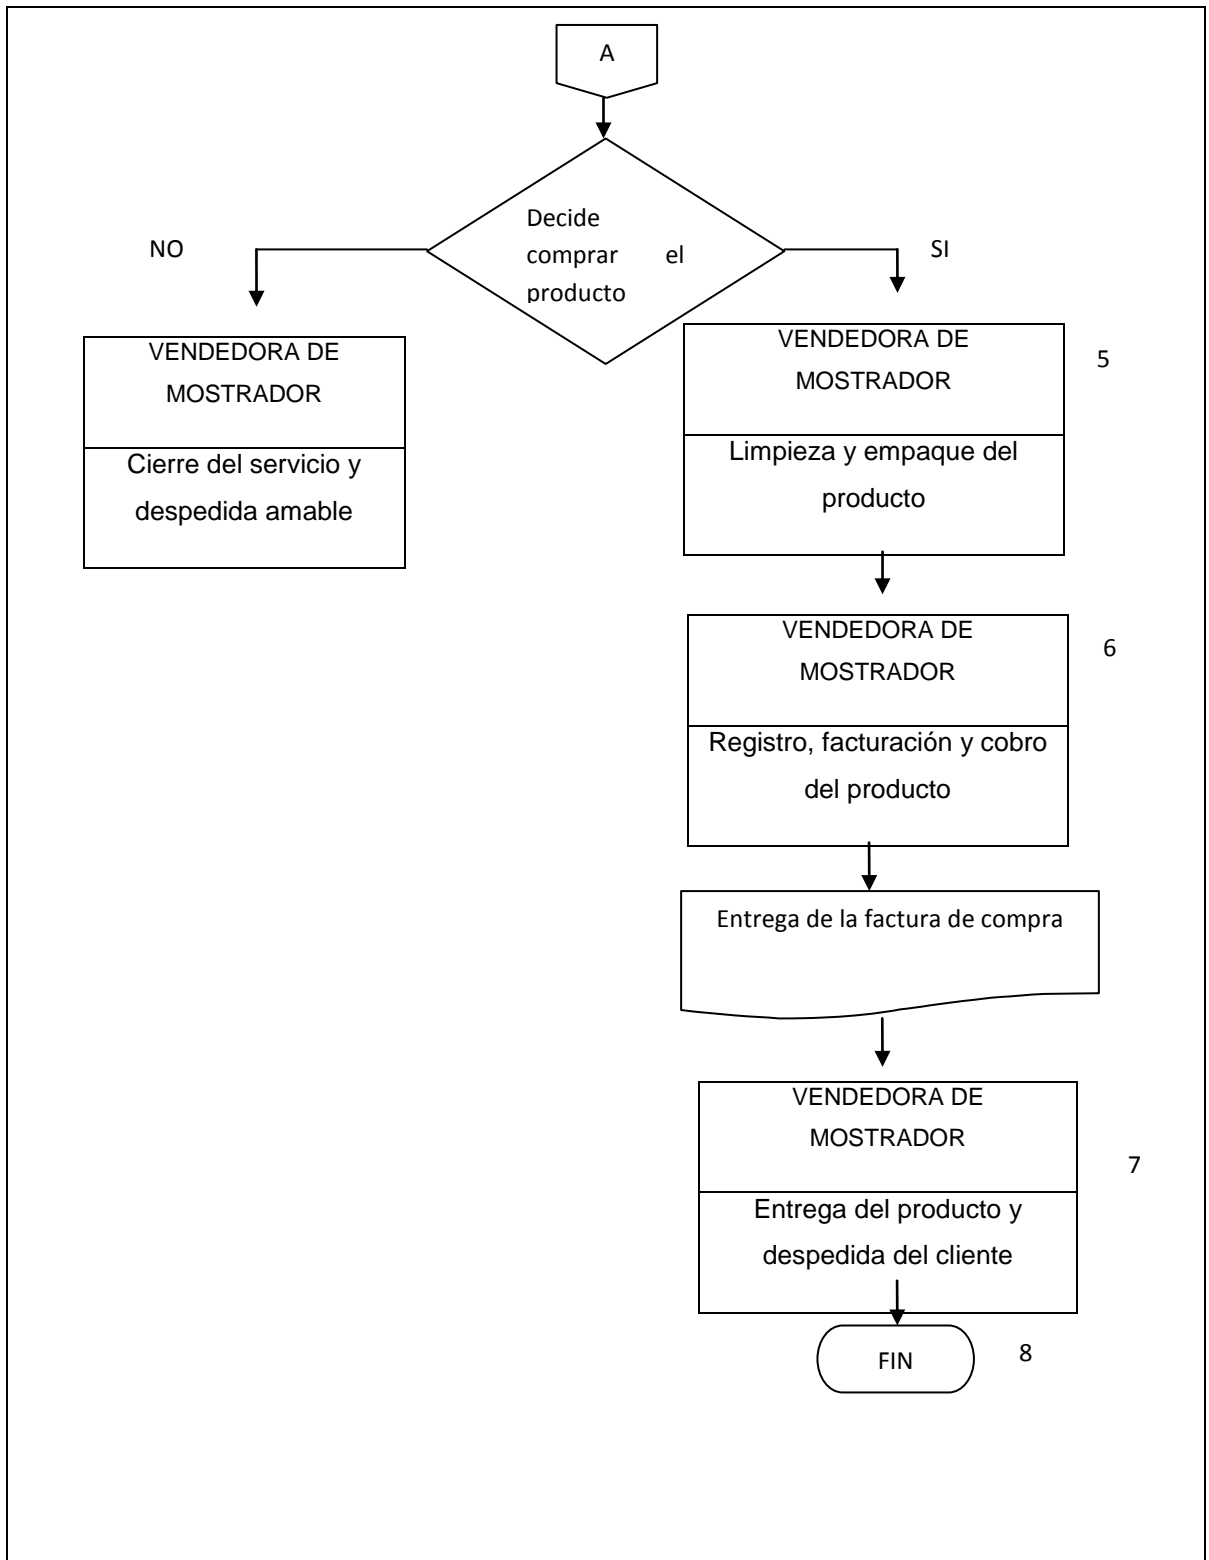 A
Decide
comprar el
producto
NO
SI
VENDEDORA DE
MOSTRADOR
Cierre del servicio y
despedida amable
VENDEDORA DE
MOSTRADOR
5
Limpieza y empaque del
producto
VENDEDORA DE
MOSTRADOR
6
Registro, facturación y cobro
del producto
Entrega de la factura de compra
VENDEDORA DE
MOSTRADOR
7
Entrega del producto y
despedida del cliente
FIN
8